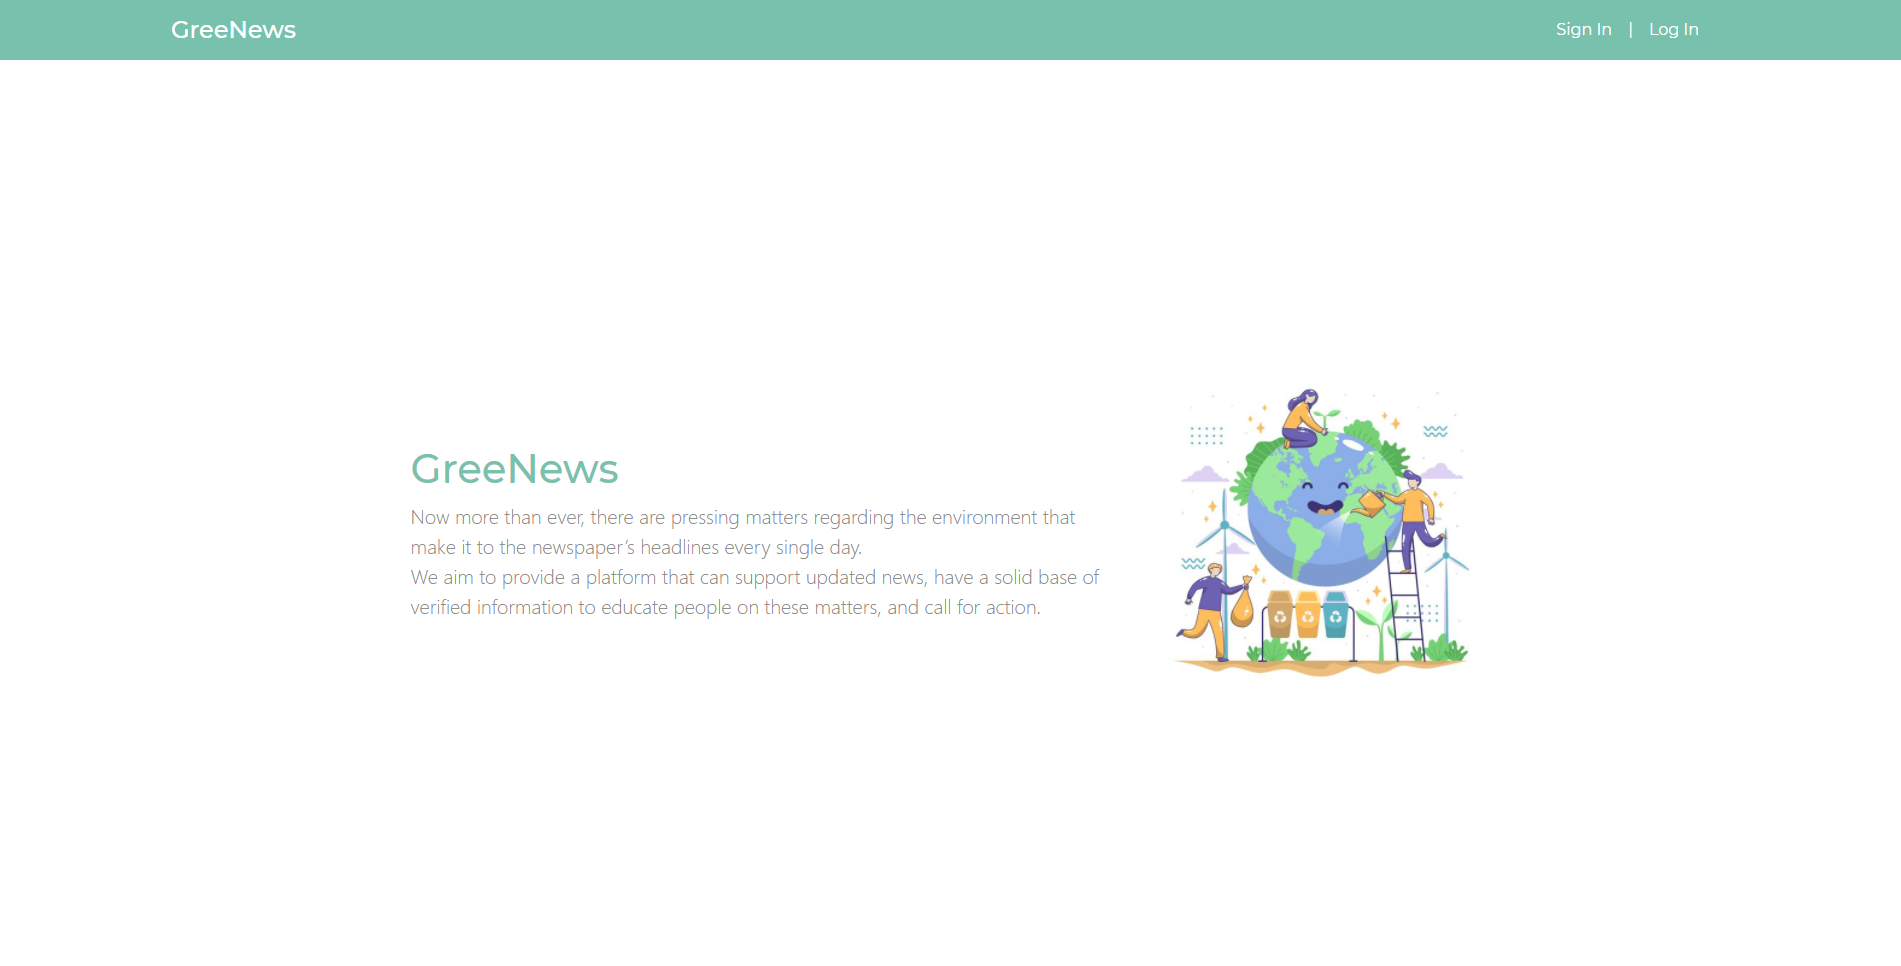 GreeNews
Sign In | Log In
GreeNews
Now more than ever, there are pressing matters regarding the environment that
make it to the newspaper’s headlines every single day.
We aim to provide a platform that can support updated news, have a solid base of
verified information to educate people on these matters, and call for action.